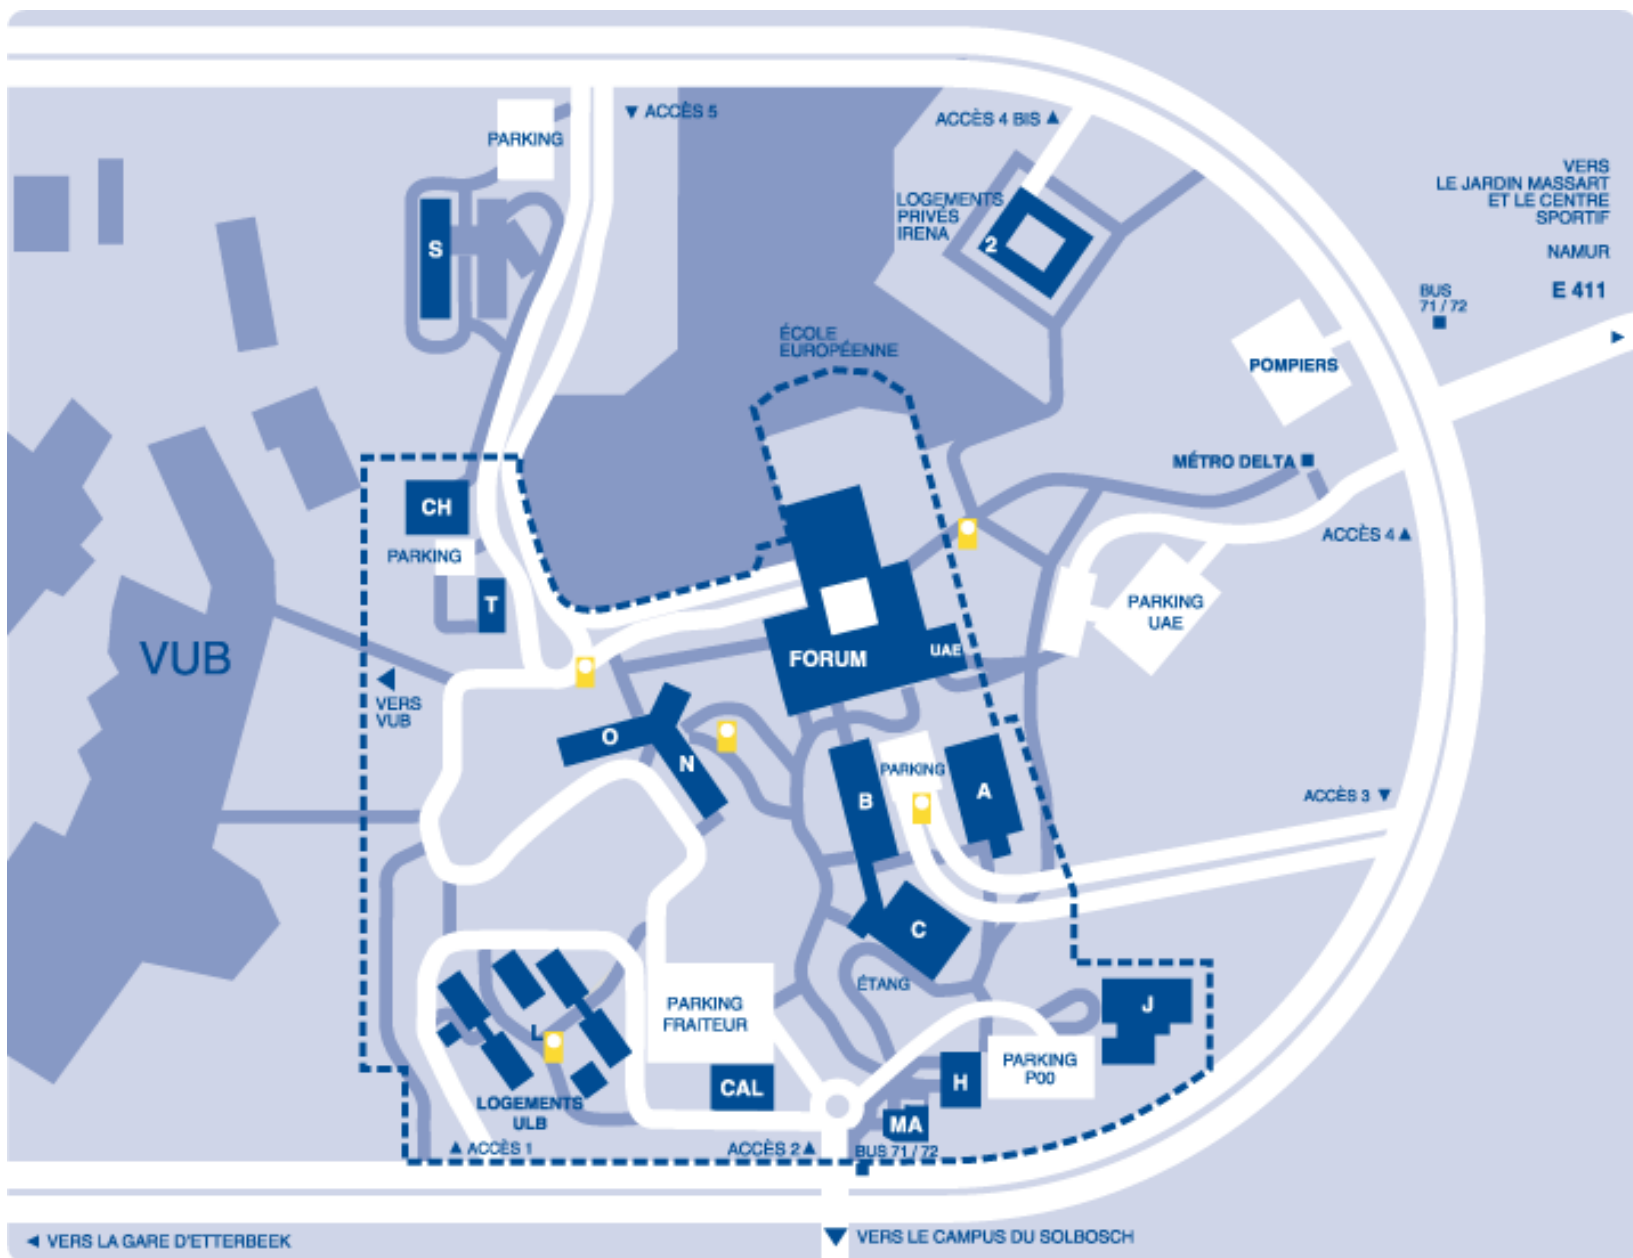 ▼ ACCÈS 5
ACCÈS 4 BIS ▲
PARKING
VERS
LE JARDIN MASSART
ET LE CENTRE
SPORTIF
NAMUR
E 411
BUS
71 / 72
LOGEMENTS
PRIVÉS
IRENA
2
S
ÉCOLE
EUROPÉENNE
POMPIERS
MÉTRO DELTA
CH
ACCÈS 4 ▲
PARKING
T
PARKING
UAE
VUB
FORUM
UAE
VERS
VUB
O
N
PARKING
B
A
ACCÈS 3 ▼
C
ÉTANG
PARKING
FRAITEUR
J
L
PARKING
P00
H
CAL
LOGEMENTS
ULB
MA
▲ ACCÈS 1
ACCÈS 2 ▲
BUS 71 / 72
◄ VERS LA GARE D'ETTERBEEK
▼ VERS LE CAMPUS DU SOLBOSCH